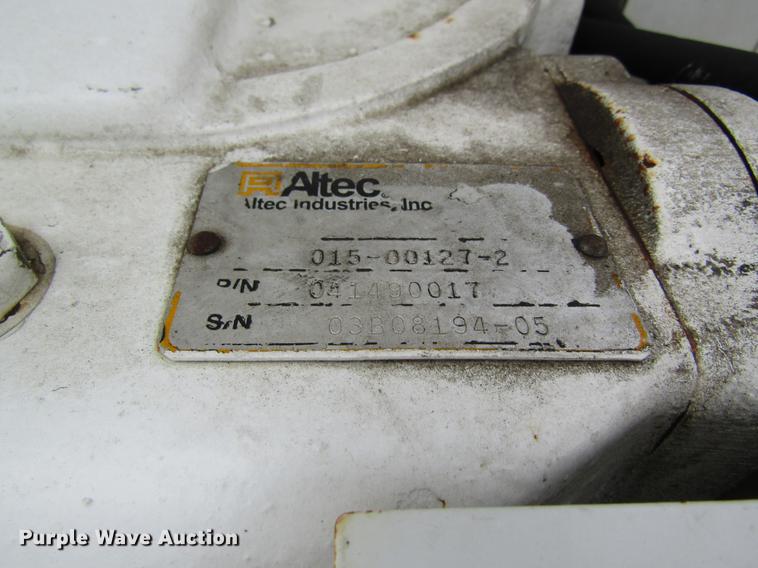 Altec
Altec Industries, Inc
015-00127-2
P/N 041490017
S/N 03B08194-05
Purple Wave Auction